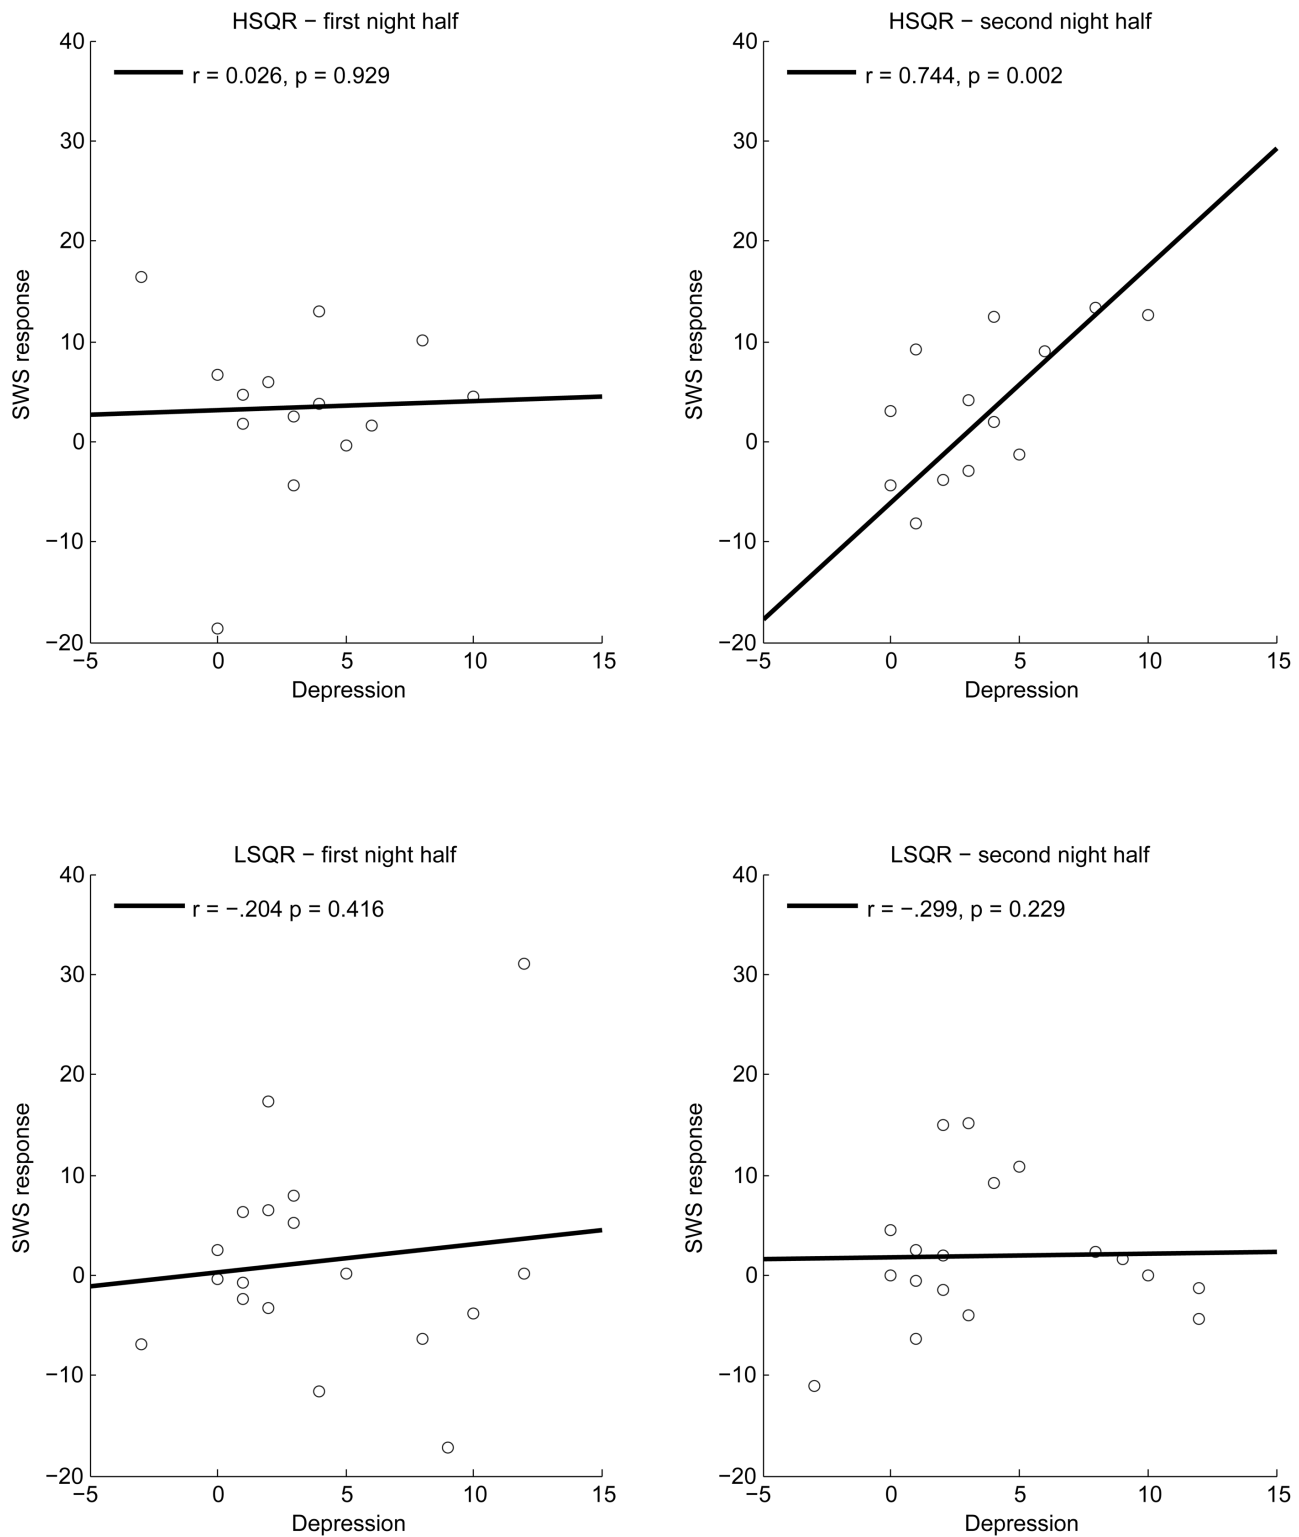 HSQR − first night half
40
30
20
10
0
−10
−20
r = 0.026, p = 0.929
SWS response
−5 0 5 10 15
Depression
HSQR − second night half
40
30
20
10
0
−10
−20
r = 0.744, p = 0.002
SWS response
−5 0 5 10 15
Depression
LSQR − first night half
40
30
20
10
0
−10
−20
r = −.204 p = 0.416
SWS response
−5 0 5 10 15
Depression
LSQR − second night half
40
30
20
10
0
−10
−20
r = −.299, p = 0.229
SWS response
−5 0 5 10 15
Depression